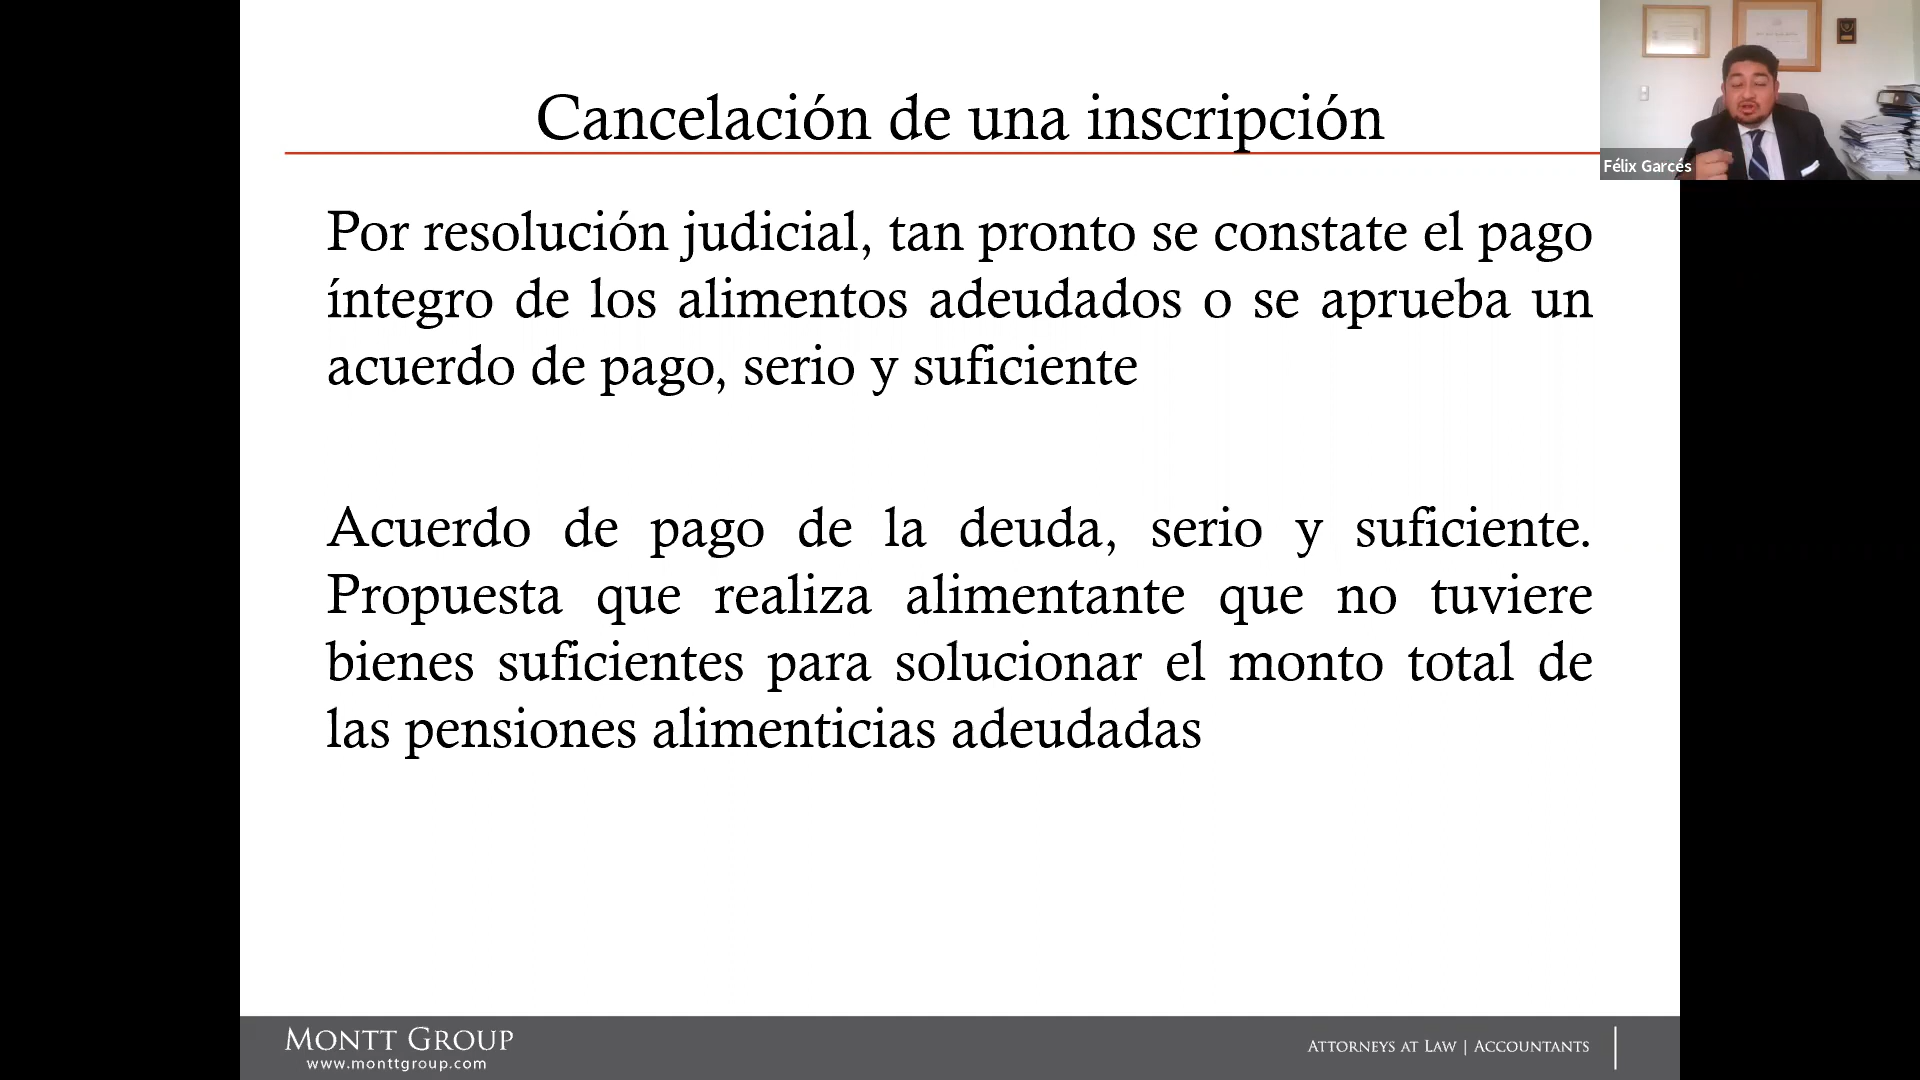 Cancelación de una inscripción
Félix Garcés
Por resolución judicial, tan pronto se constate el pago
íntegro de los alimentos adeudados o se aprueba un
acuerdo de pago, serio y suficiente
Acuerdo de pago de la deuda, serio y suficiente.
Propuesta que realiza alimentante que no tuviere
bienes suficientes para solucionar el monto total de
las pensiones alimenticias adeudadas
MONTT GROUP
www.monttgroup.com
ATTORNEYS AT LAW | ACCOUNTANTS